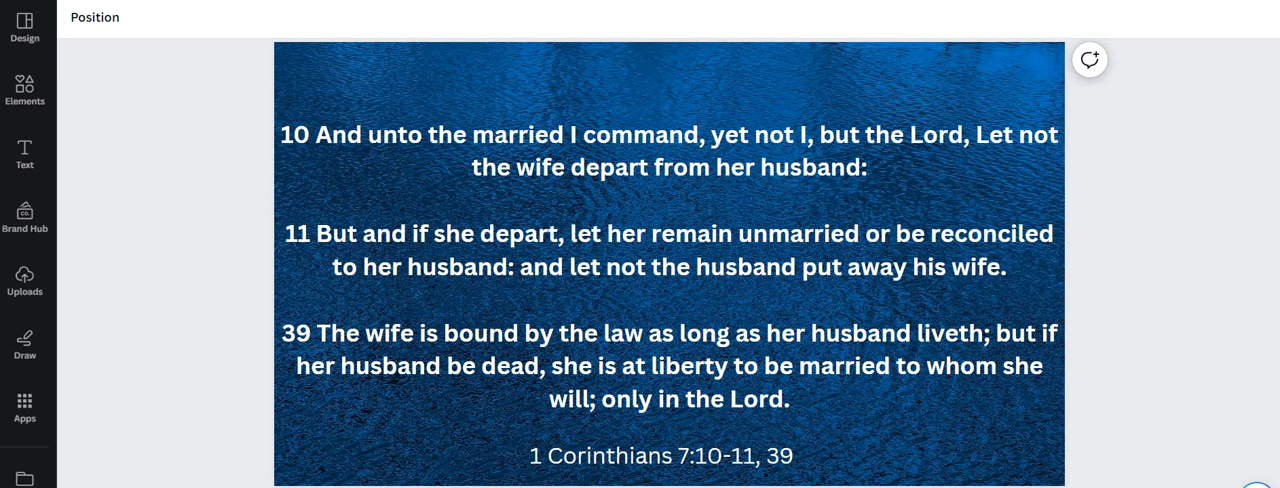 Position
Design
Elements
Text
CO.
Brand Hub
Uploads
Draw
Apps
10 And unto the married I command, yet not I, but the Lord, Let not
the wife depart from her husband:
11 But and if she depart, let her remain unmarried or be reconciled
to her husband: and let not the husband put away his wife.
39 The wife is bound by the law as long as her husband liveth; but if
her husband be dead, she is at liberty to be married to whom she
will; only in the Lord.
1 Corinthians 7:10-11, 39